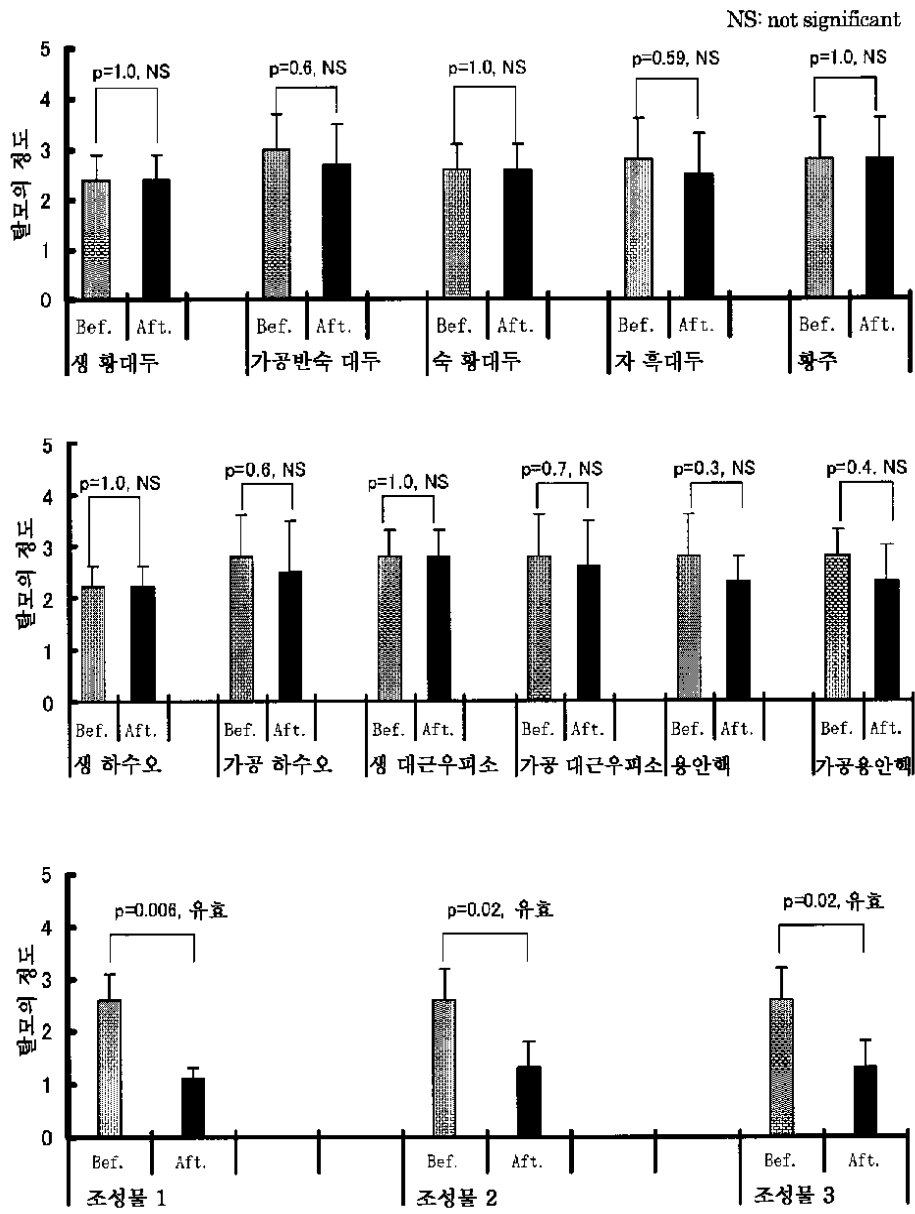 NS: not significant
p=1.0, NS p=0.6, NS p=1.0, NS p=0.59, NS p=1.0, NS
탈모의 정도
5
4
3
2
1
0
Bef. Aft. Bef. Aft. Bef. Aft. Bef. Aft. Bef. Aft.
생 황대두 가공반숙 대두 숙 황대두 자 흑대두 황주
p=1.0, NS p=0.6, NS p=1.0, NS p=0.7, NS p=0.3, NS p=0.4, NS
탈모의 정도
5
4
3
2
1
0
Bef. Aft. Bef. Aft. Bef. Aft. Bef. Aft. Bef. Aft. Bef. Aft.
생 하수오 가공 하수오 생 대근우피소 가공 대근우피소 용안핵 가공용안핵
p=0.006, 유효 p=0.02, 유효 p=0.02, 유효
탈모의 정도
5
4
3
2
1
0
Bef. Aft. Bef. Aft. Bef. Aft.
조성물 1 조성물 2 조성물 3